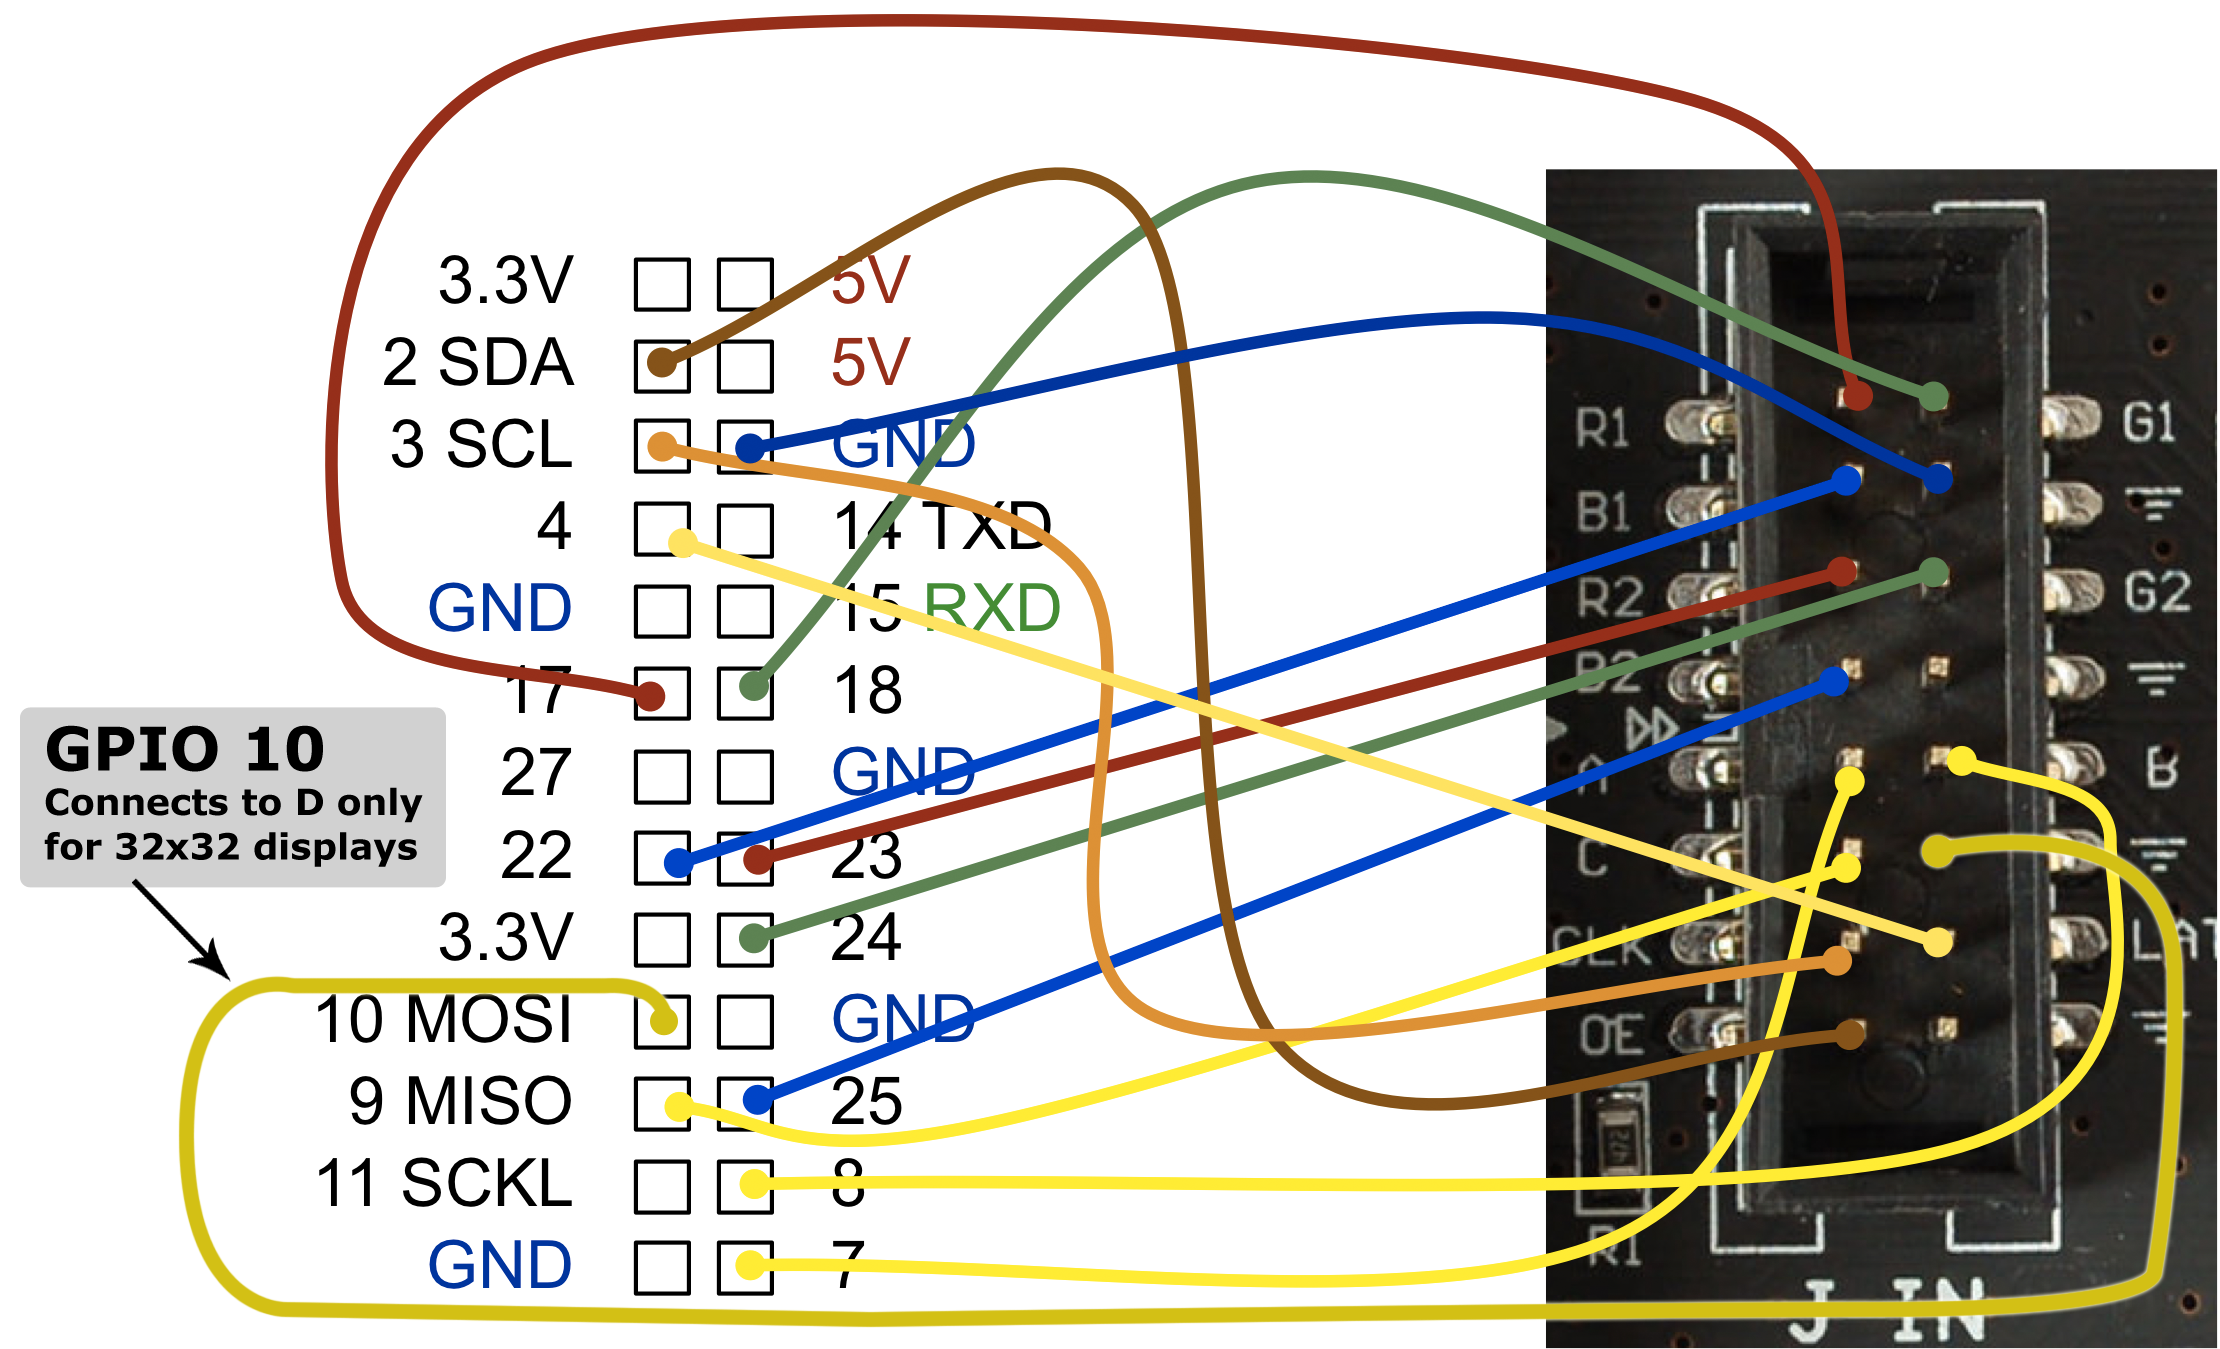 3.3V 5V
2 SDA 5V
3 SCL GND
4 14 TXD
GND 15 RXD
17 18
27 GND
22 23
3.3V 24
10 MOSI GND
9 MISO 25
11 SCKL 8
GND 7
GPIO 10
Connects to D only
for 32x32 displays
R1 G1
B1
R2 G2
B2
A B
C
CLK LAT
OE
472
R1
J IN